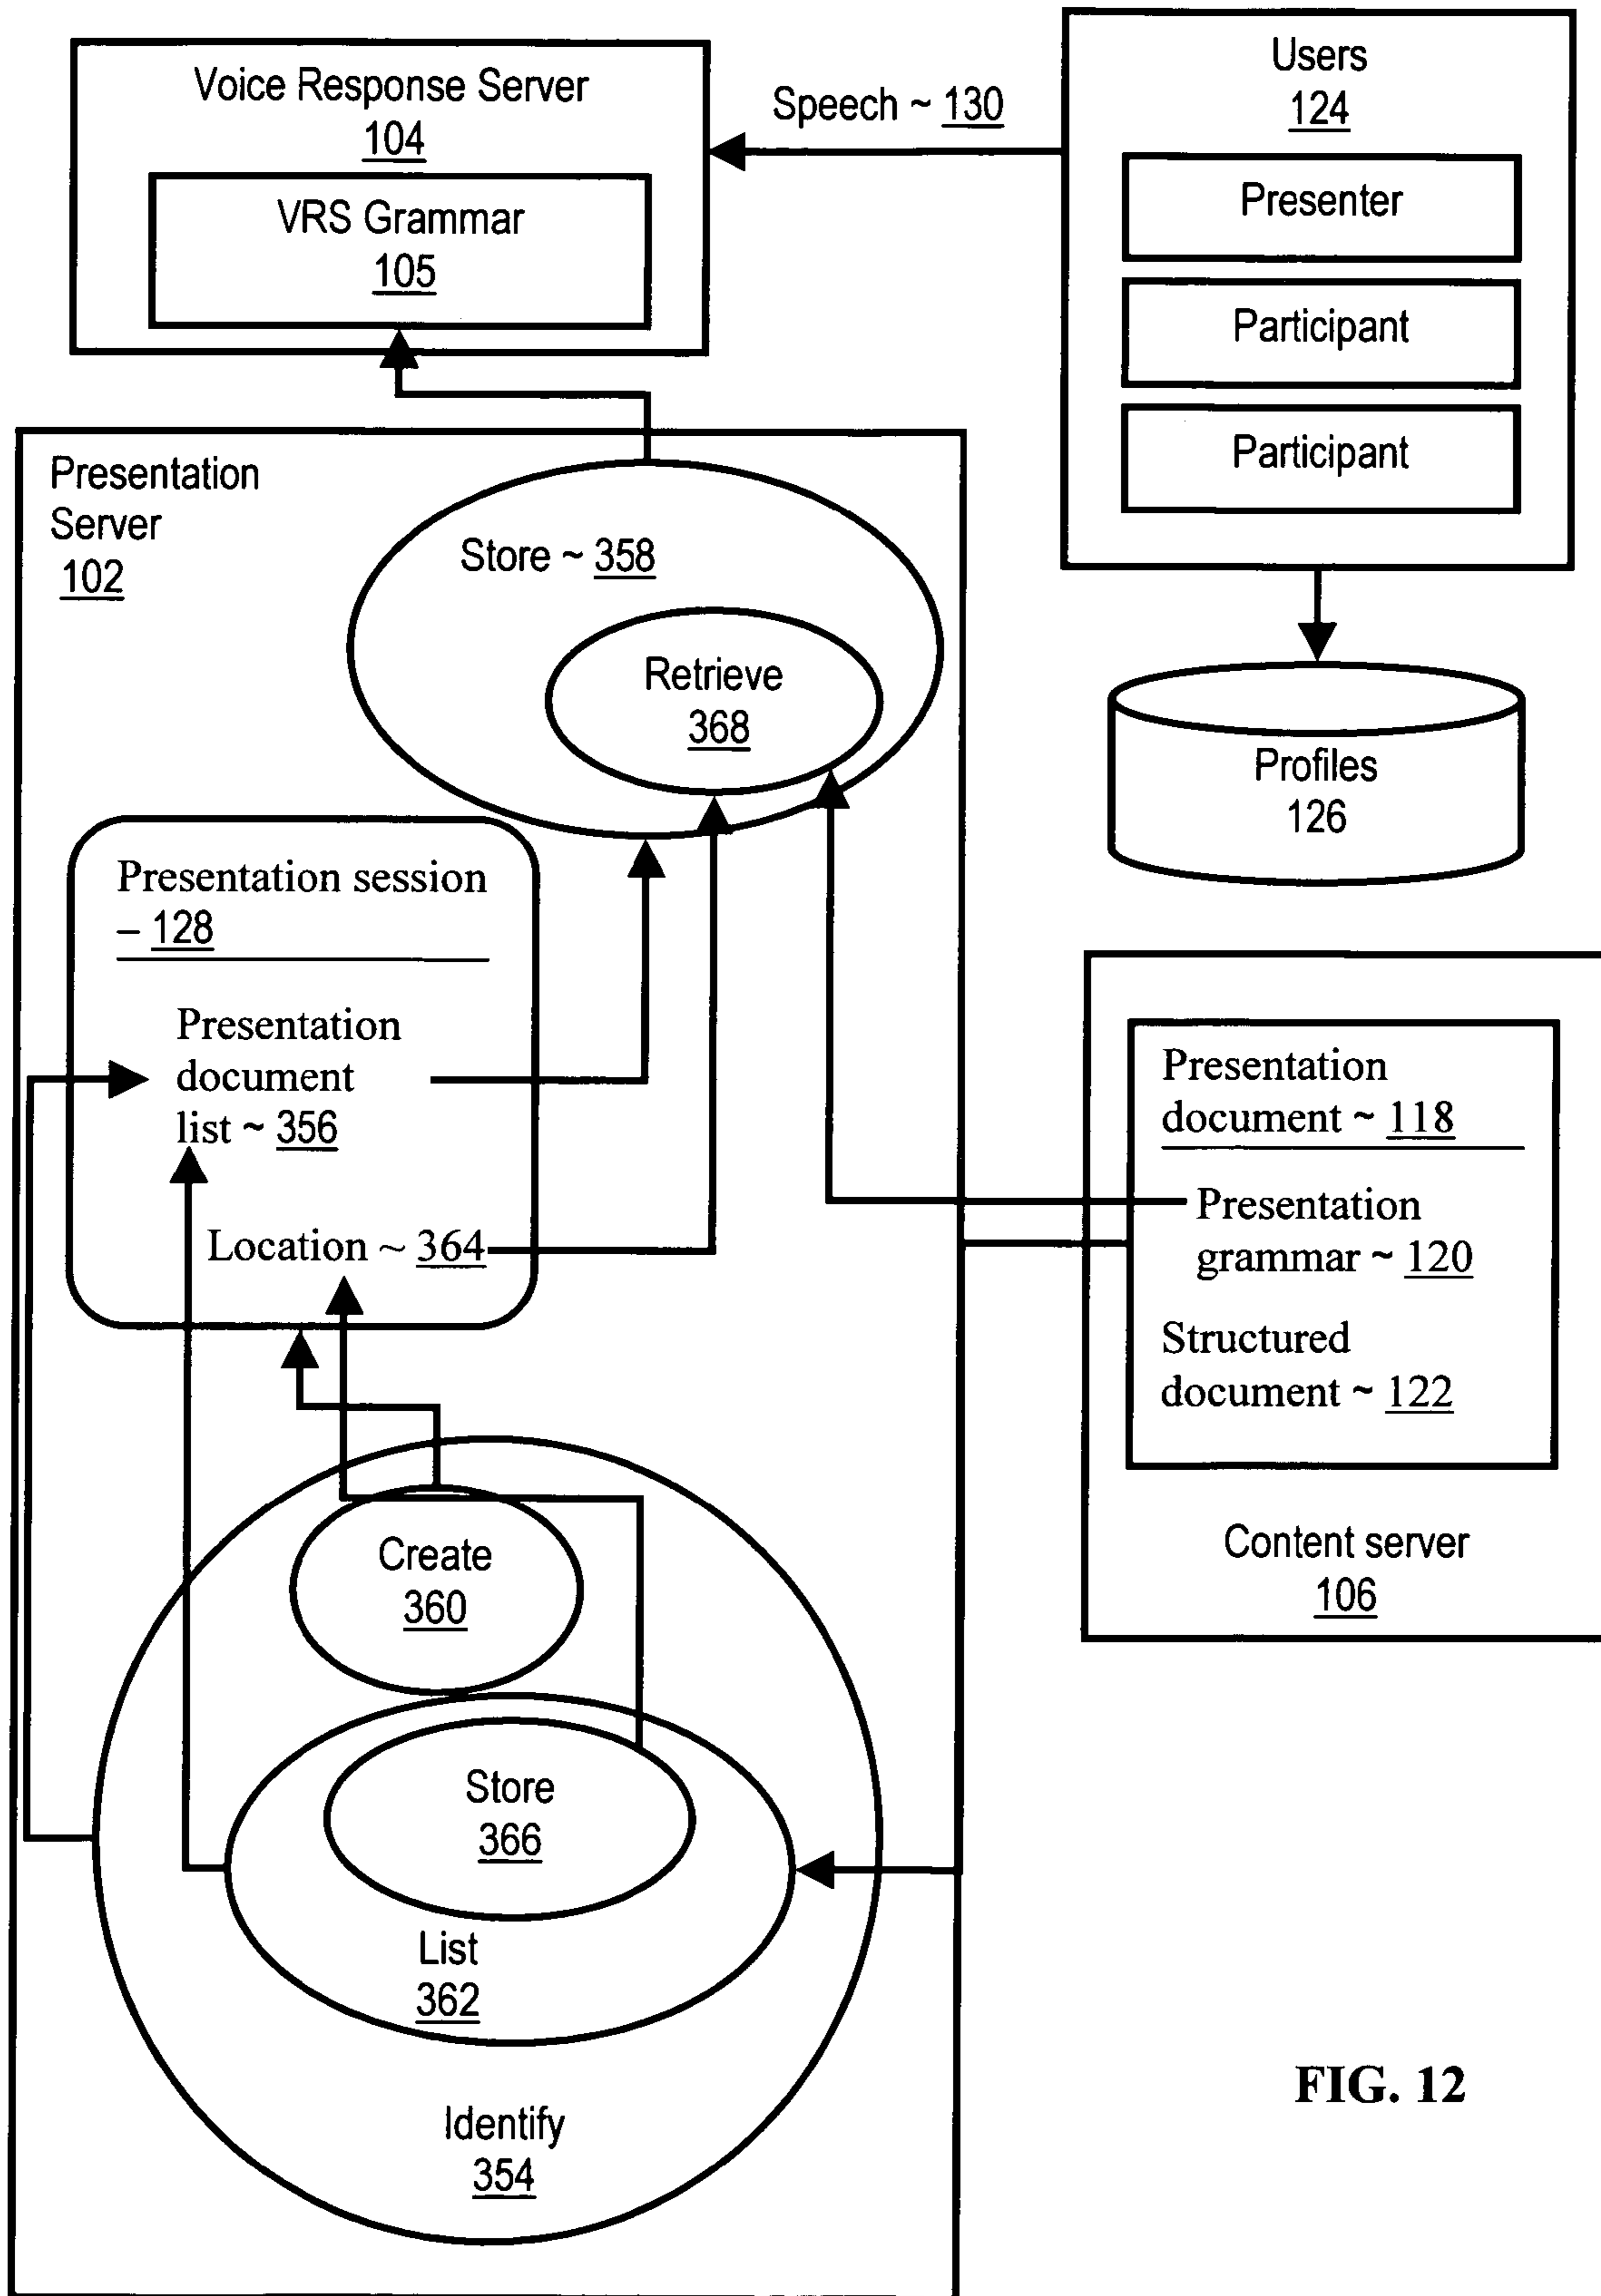 Voice Response Server
104
VRS Grammar
105
Speech ~ 130
Users
124
Presenter
Participant
Participant
Presentation
Server
102
Store ~ 358
Retrieve
368
Profiles
126
Presentation session
– 128
Presentation
document
list ~ 356
Location ~ 364
Presentation
document ~ 118
Presentation
grammar ~ 120
Structured
document ~ 122
Content server
106
Create
360
Store
366
List
362
Identify
354
FIG. 12